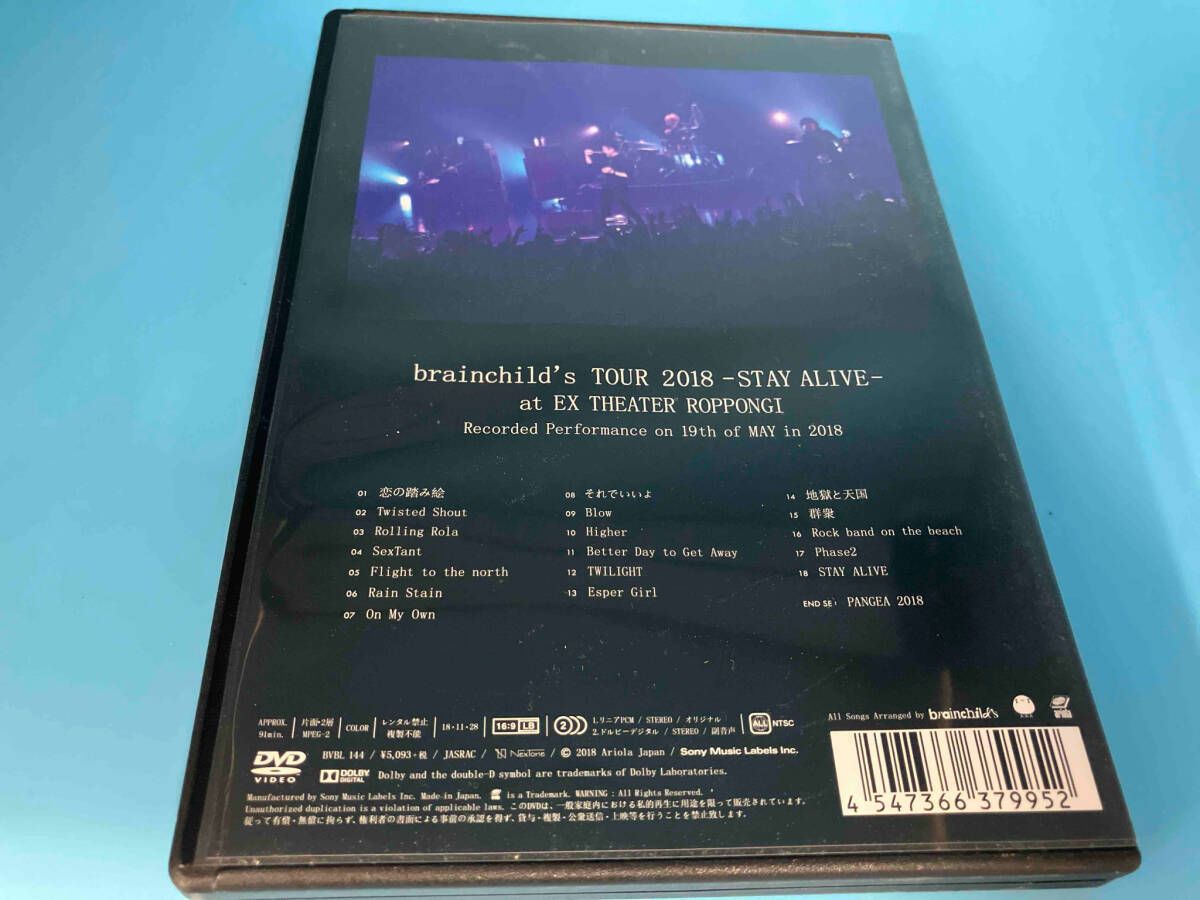 brainchild's TOUR 2018 -STAY ALIVE-
at EX THEATER ROPPONGI
Recorded Performance on 19th of MAY in 2018
01 恋の踏み絵
02 Twisted Shout
03 Rolling Rola
04 SexTant
05 Flight to the north
06 Rain Stain
07 On My Own
08 それでいいよ
09 Blow
10 Higher
11 Better Day to Get Away
12 TWILIGHT
13 Esper Girl
14 地獄と天国
15 群衆
16 Rock band on the beach
17 Phase2
18 STAY ALIVE
END SE : PANGEA 2018
APPROX. 91min.
片面・2層 MPEG-2
COLOR
レンタル禁止 複製不能
18・11・28
16:9 LB
2
1.リニアPCM / STEREO / オリジナル
2.ドルビーデジタル / STEREO / 副音声
ALL NTSC
All Songs Arranged by brainchild's
DVD VIDEO
BVBL 144 / ¥5,093+税 / JASRAC / NexTone / © 2018 Ariola Japan / Sony Music Labels Inc.
DOLBY DIGITAL Dolby and the double-D symbol are trademarks of Dolby Laboratories.
Manufactured by Sony Music Labels Inc. Made in Japan. is a Trademark. WARNING : All Rights Reserved.
Unauthorized duplication is a violation of applicable laws. このDVDは、一般家庭内における私的再生に用途を限って販売されています。
従って有償・無償に拘らず、権利者の書面による事前の承認を得ず、貸与・複製・公衆送信・上映等を行うことを禁止致します。
4 547366 379952